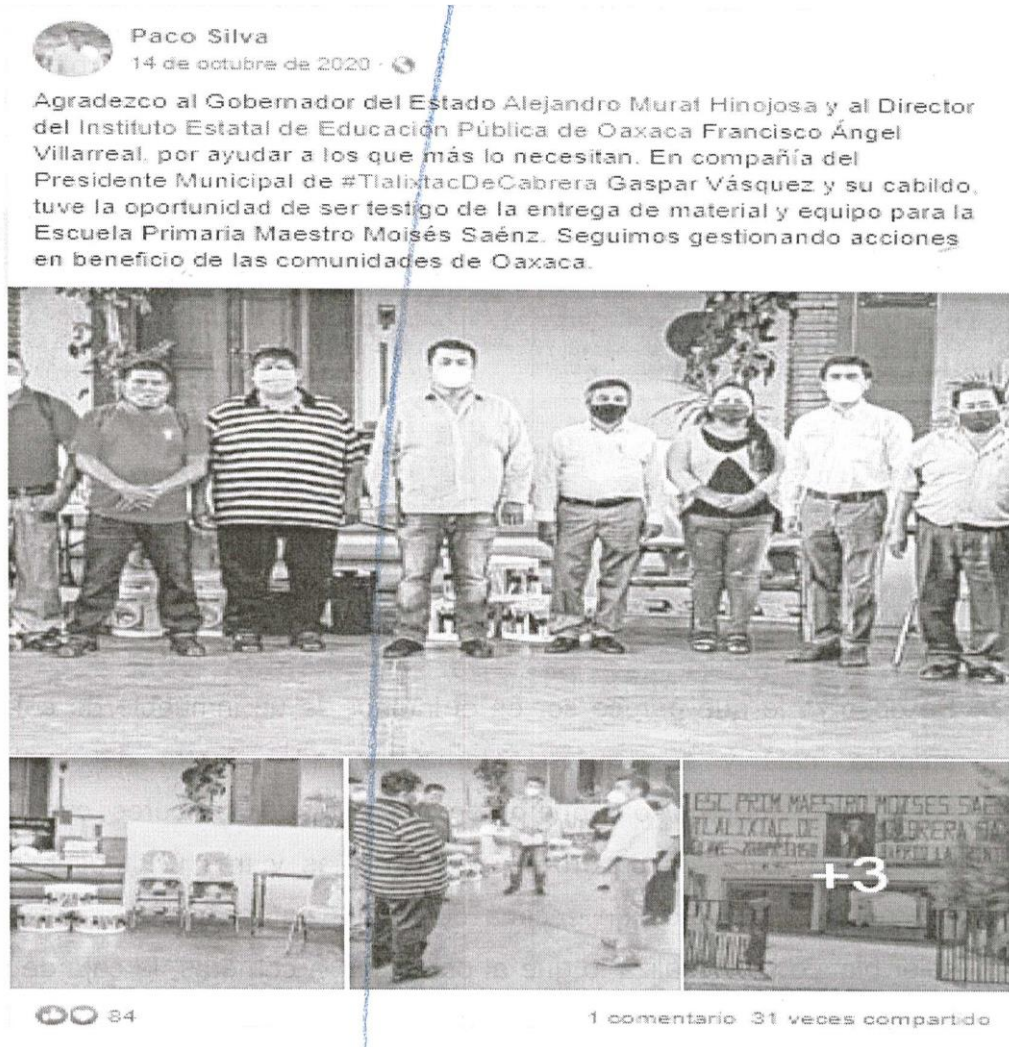 Paco Silva
14 de octubre de 2020
Agradezco al Gobernador del Estado Alejandro Murat Hinojosa y al Director
del Instituto Estatal de Educación Pública de Oaxaca Francisco Ángel
Villarreal, por ayudar a los que más lo necesitan. En compañía del
Presidente Municipal de #TlalixtacDeCabrera Gaspar Vásquez y su cabildo,
tuve la oportunidad de ser testigo de la entrega de material y equipo para la
Escuela Primaria Maestro Moisés Saénz. Seguimos gestionando acciones
en beneficio de las comunidades de Oaxaca.
ESC PRIM MAESTRO MOISES SAEN
TLALIXTAC DE
+3
84
1 comentario 31 veces compartido